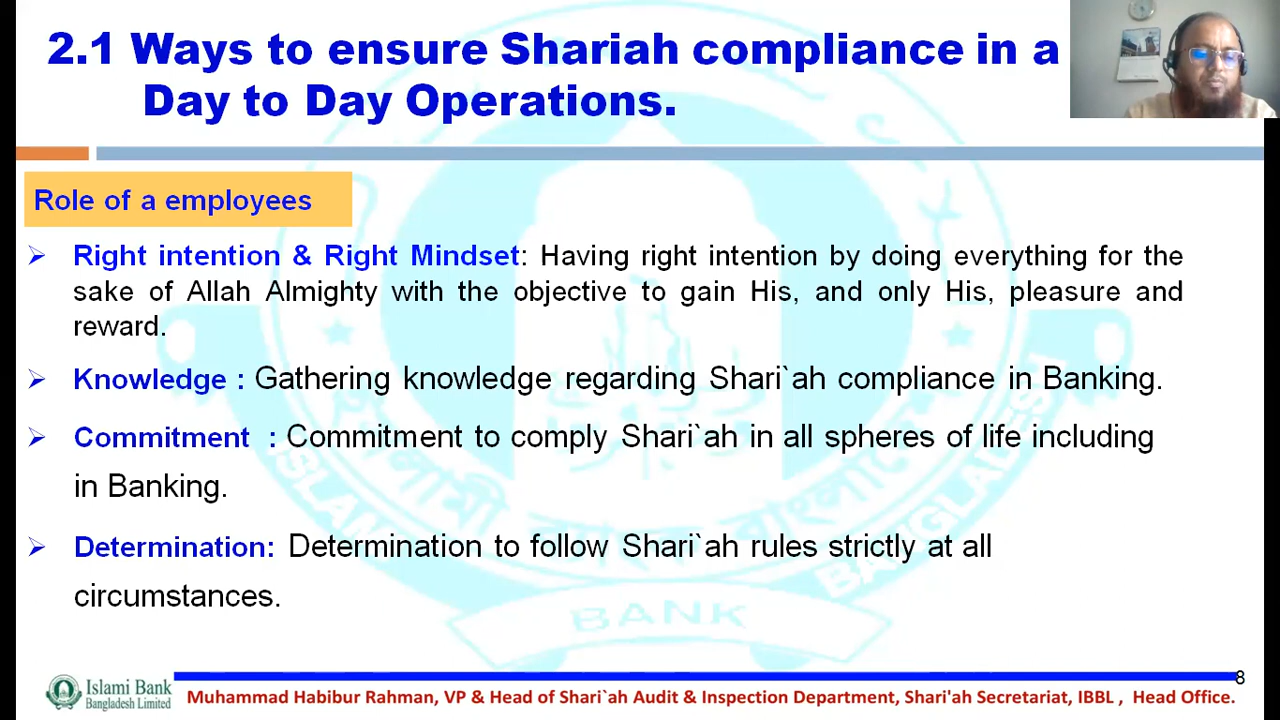 2.1 Ways to ensure Shariah compliance in a
Day to Day Operations.
Role of a employees
➢ Right intention & Right Mindset: Having right intention by doing everything for the
sake of Allah Almighty with the objective to gain His, and only His, pleasure and
reward.
➢ Knowledge : Gathering knowledge regarding Shari`ah compliance in Banking.
➢ Commitment : Commitment to comply Shari`ah in all spheres of life including
in Banking.
➢ Determination: Determination to follow Shari`ah rules strictly at all
circumstances.
ISLAMI
BANK
BANGLADESH
8
Islami Bank
Bangladesh Limited
Muhammad Habibur Rahman, VP & Head of Shari`ah Audit & Inspection Department, Shari'ah Secretariat, IBBL , Head Office.